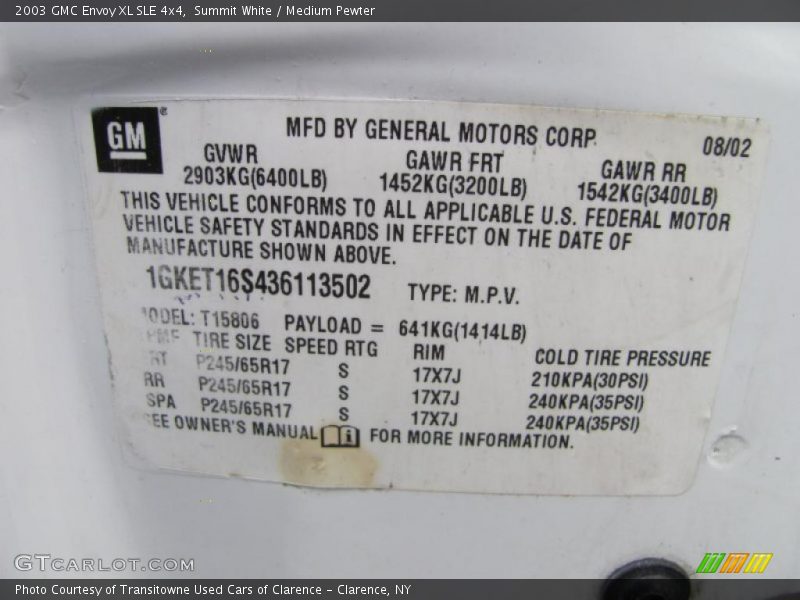 2003 GMC Envoy XL SLE 4x4, Summit White / Medium Pewter
GM
MFD BY GENERAL MOTORS CORP.
08/02
GVWR GAWR FRT GAWR RR
2903KG(6400LB) 1452KG(3200LB) 1542KG(3400LB)
THIS VEHICLE CONFORMS TO ALL APPLICABLE U.S. FEDERAL MOTOR
VEHICLE SAFETY STANDARDS IN EFFECT ON THE DATE OF
MANUFACTURE SHOWN ABOVE.
1GKET16S436113502 TYPE: M.P.V.
MODEL: T15806 PAYLOAD = 641KG(1414LB)
TIRE SIZE SPEED RTG RIM COLD TIRE PRESSURE
FRT P245/65R17 S 17X7J 210KPA(30PSI)
RR P245/65R17 S 17X7J 240KPA(35PSI)
SPA P245/65R17 S 17X7J 240KPA(35PSI)
SEE OWNER'S MANUAL FOR MORE INFORMATION.
GTCARLOT.COM
Photo Courtesy of Transitowne Used Cars of Clarence - Clarence, NY